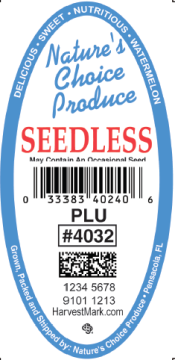 DELICIOUS • SWEET • NUTRITIOUS • WATERMELON
Nature's
Choice
Produce
SEEDLESS
May Contain An Occasional Seed
0 33383 40240 6
PLU
#4032
1234 5678
9101 1213
HarvestMark.com
Grown, Packed and Shipped by: Nature's Choice Produce • Pensacola, FL